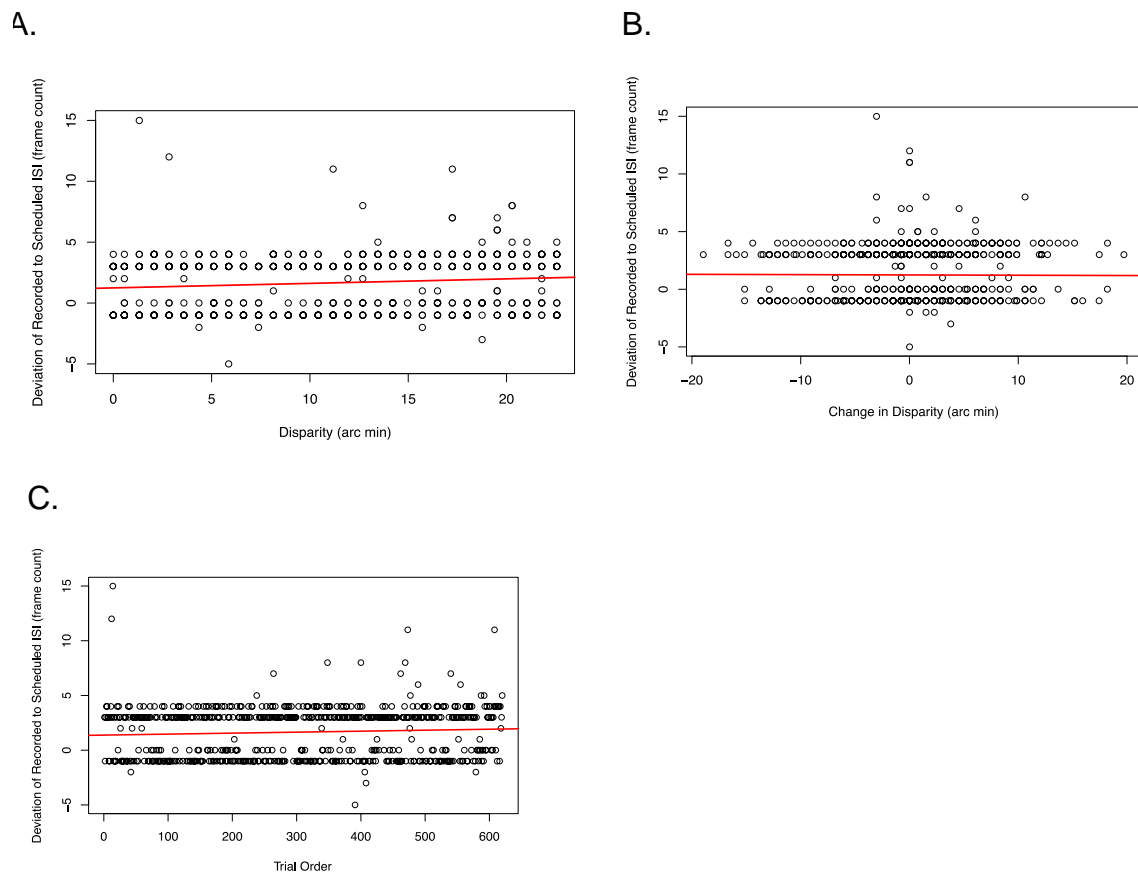 A.
B.
Deviation of Recorded to Scheduled ISI (frame count)
15
10
5
0
−5
0 5 10 15 20
Disparity (arc min)
Deviation of Recorded to Scheduled ISI (frame count)
15
10
5
0
−5
−20 −10 0 10 20
Change in Disparity (arc min)
C.
Deviation of Recorded to Scheduled ISI (frame count)
15
10
5
0
−5
0 100 200 300 400 500 600
Trial Order